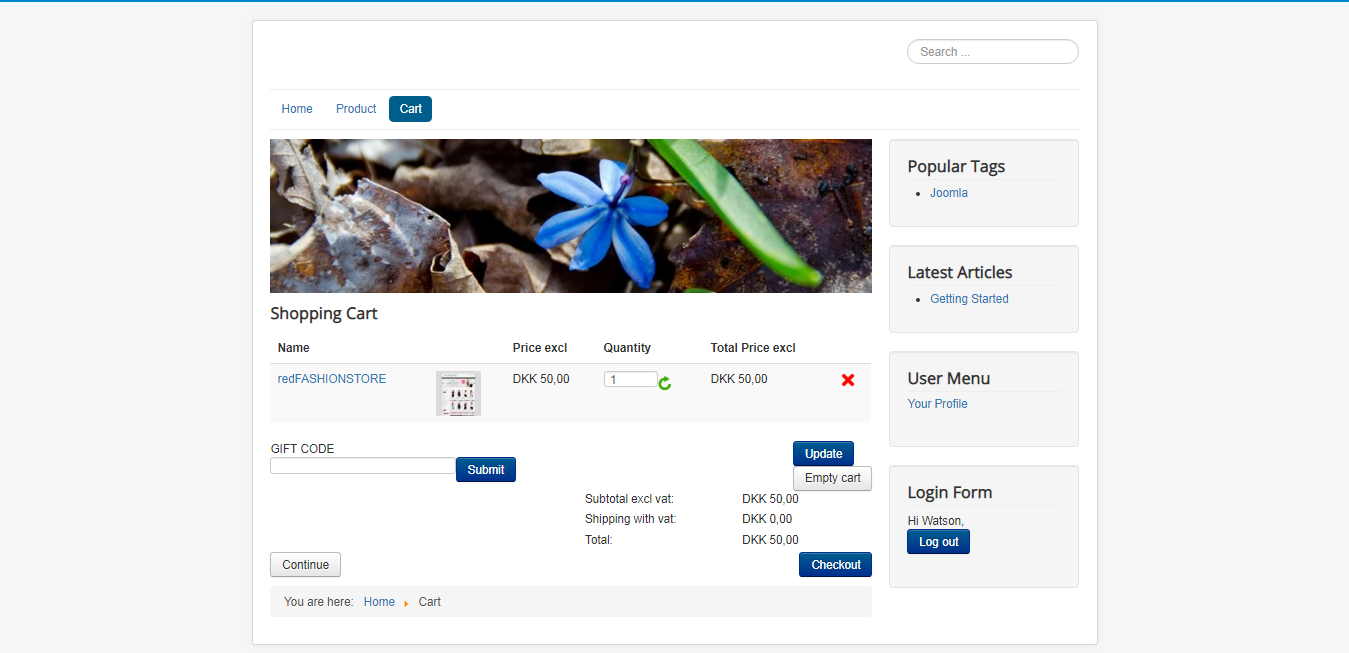 Search ...
Home Product Cart
Shopping Cart
Name Price excl Quantity Total Price excl
redFASHIONSTORE DKK 50,00 1 DKK 50,00
GIFT CODE
Submit
Update
Empty cart
Subtotal excl vat: DKK 50,00
Shipping with vat: DKK 0,00
Total: DKK 50,00
Continue Checkout
You are here: Home Cart
Popular Tags
Joomla
Latest Articles
Getting Started
User Menu
Your Profile
Login Form
Hi Watson,
Log out